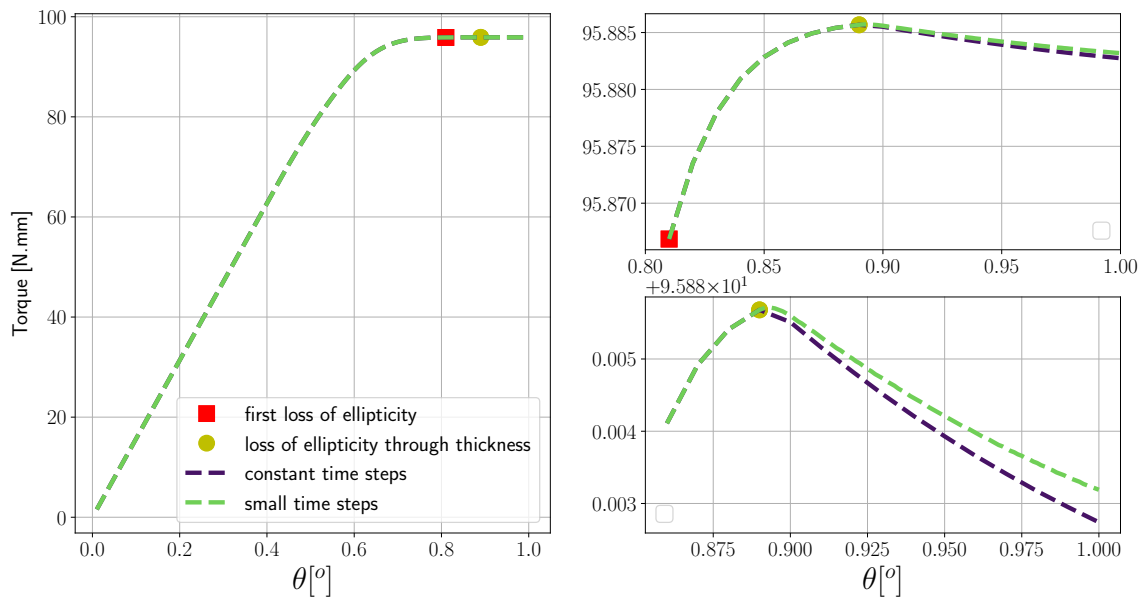 100
80
60
40
20
0
Torque [N.mm]
0.0 0.2 0.4 0.6 0.8 1.0
θ[°]
first loss of ellipticity
loss of ellipticity through thickness
constant time steps
small time steps
95.885
95.880
95.875
95.870
0.80 0.85 0.90 0.95 1.00
+9.588×10¹
0.005
0.004
0.003
0.875 0.900 0.925 0.950 0.975 1.000
θ[°]